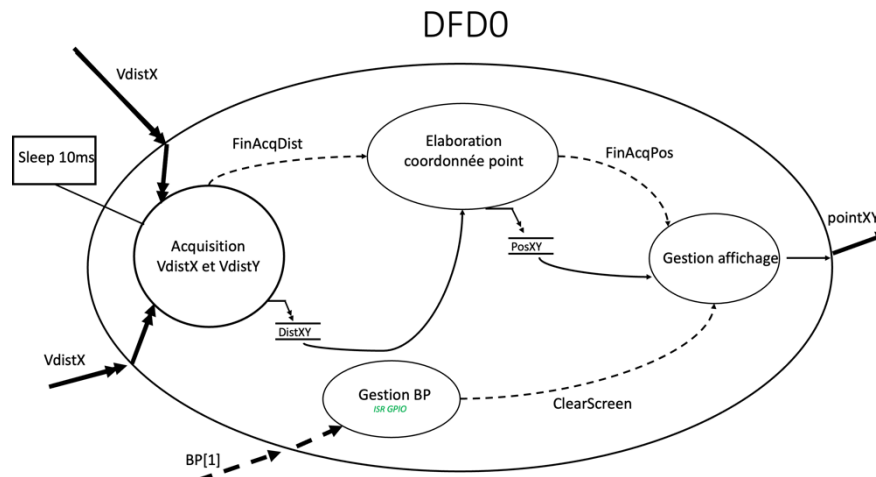 DFD0
VdistX
Sleep 10ms
FinAcqDist
Elaboration
coordonnée point
FinAcqPos
pointXY
Acquisition
VdistX et VdistY
PosXY
Gestion affichage
DistXY
VdistX
Gestion BP
ISR GPIO
ClearScreen
BP[1]